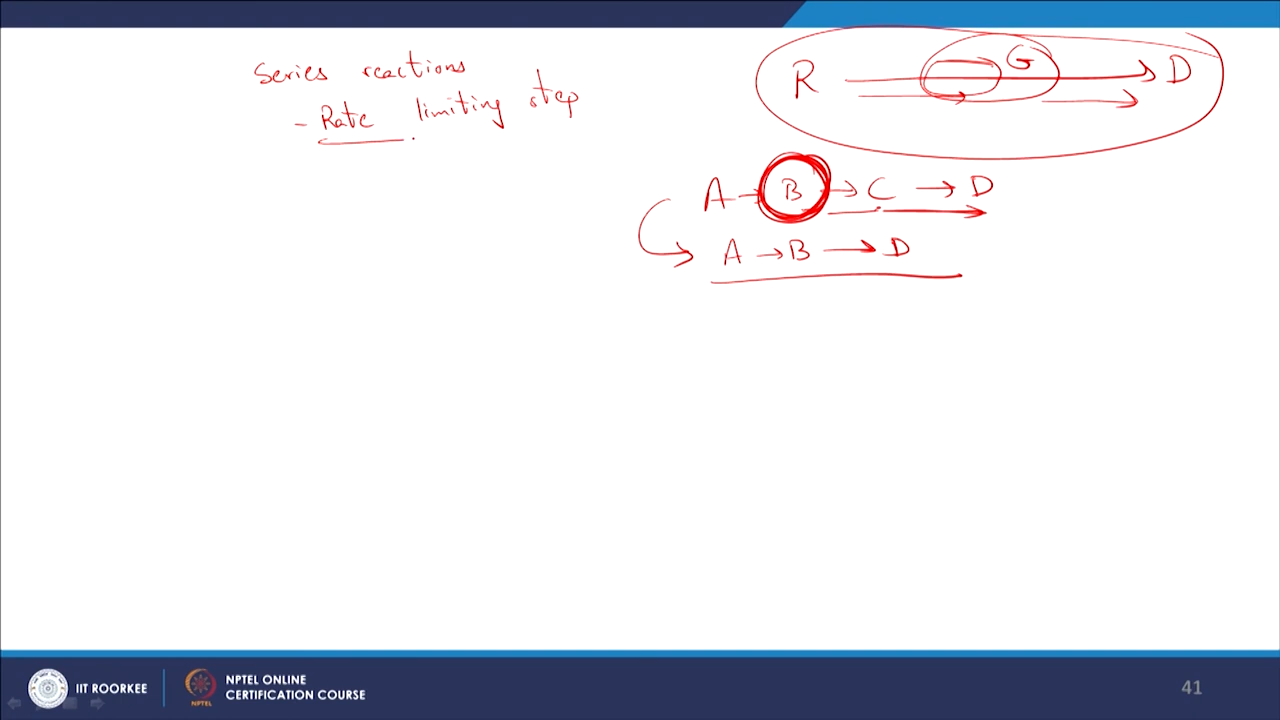 Series reactions
- Rate limiting step
R → G → D
A → B → C → D
A → B → D
IIT ROORKEE
NPTEL ONLINE
CERTIFICATION COURSE
41